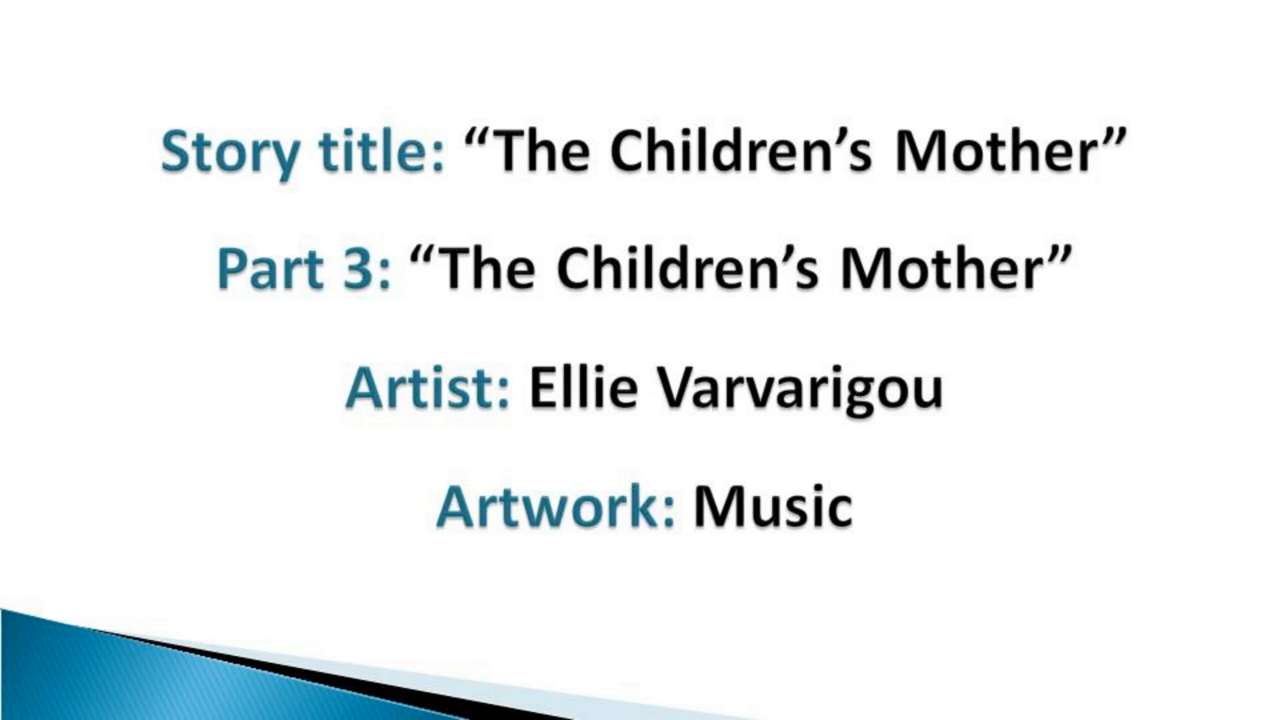 Story title: “The Children’s Mother”
Part 3: “The Children’s Mother”
Artist: Ellie Varvarigou
Artwork: Music